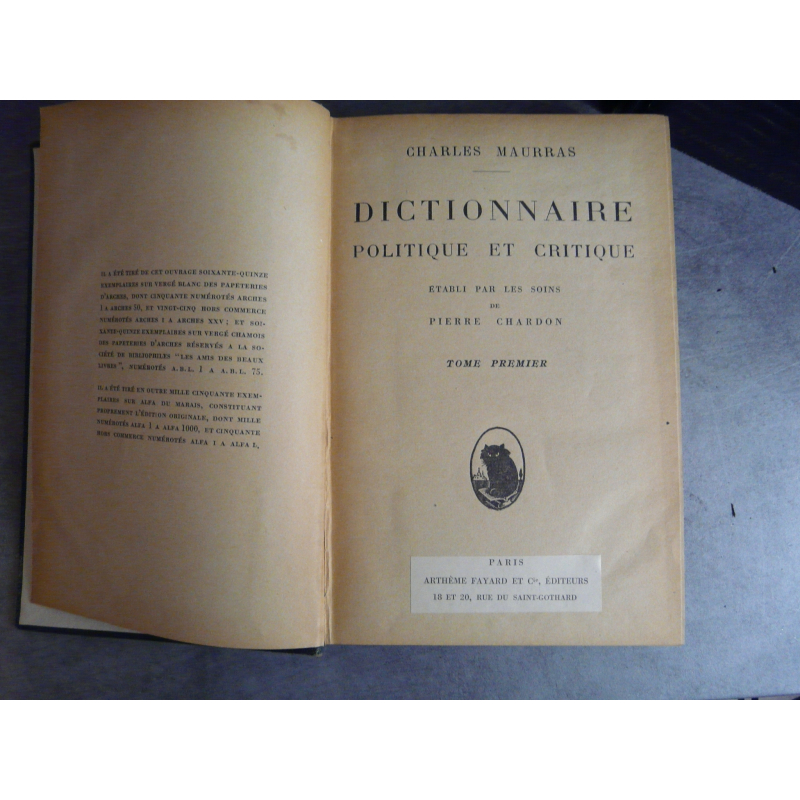 IL A ÉTÉ TIRÉ DE CET OUVRAGE SOIXANTE-QUINZE
EXEMPLAIRES SUR VERGÉ BLANC DES PAPETERIES
D'ARCHES, DONT CINQUANTE NUMÉROTÉS ARCHES
1 A ARCHES 50, ET VINGT-CINQ HORS COMMERCE
NUMÉROTÉS ARCHES I A ARCHES XXV ; ET SOI-
XANTE-QUINZE EXEMPLAIRES SUR VERGÉ CHAMOIS
DES PAPETERIES D'ARCHES RÉSERVÉS A LA SO-
CIÉTÉ DE BIBLIOPHILES "LES AMIS DES BEAUX
LIVRES", NUMÉROTÉS A.B.L. 1 A A.B.L. 75.
IL A ÉTÉ TIRÉ EN OUTRE MILLE CINQUANTE EXEM-
PLAIRES SUR ALFA DU MARAIS, CONSTITUANT
PROPREMENT L'ÉDITION ORIGINALE, DONT MILLE
NUMÉROTÉS ALFA 1 A ALFA 1000, ET CINQUANTE
HORS COMMERCE NUMÉROTÉS ALFA I A ALFA L,
CHARLES MAURRAS
DICTIONNAIRE
POLITIQUE ET CRITIQUE
ÉTABLI PAR LES SOINS
DE
PIERRE CHARDON
TOME PREMIER
PARIS
ARTHÈME FAYARD ET Cie, ÉDITEURS
18 ET 20, RUE DU SAINT-GOTHARD